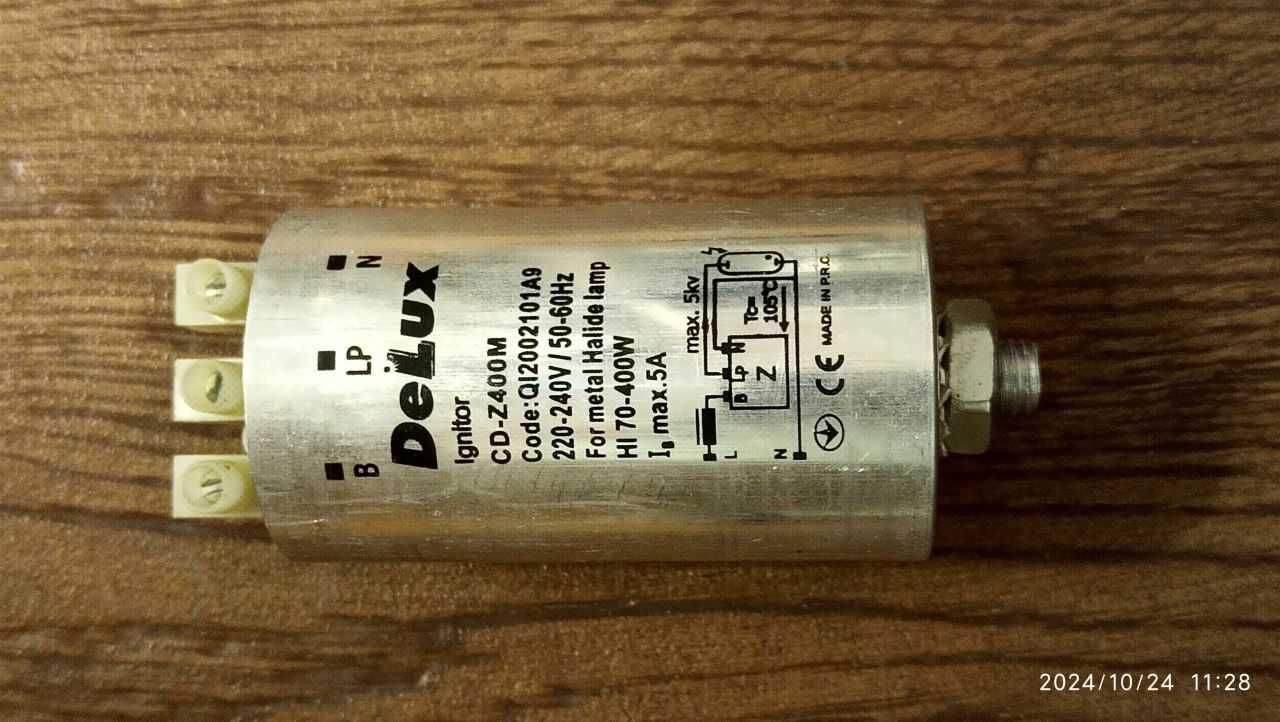 B LP N
DeLux
Ignitor
CD-Z400M
Code:QI2002101A9
220-240V / 50-60Hz
For metal Halide lamp
HI 70-400W
I max.5A
max. 5kv
B LP N
Z
Tc=
105°C
L
N
CE MADE IN P.R.C.
2024/10/24 11:28